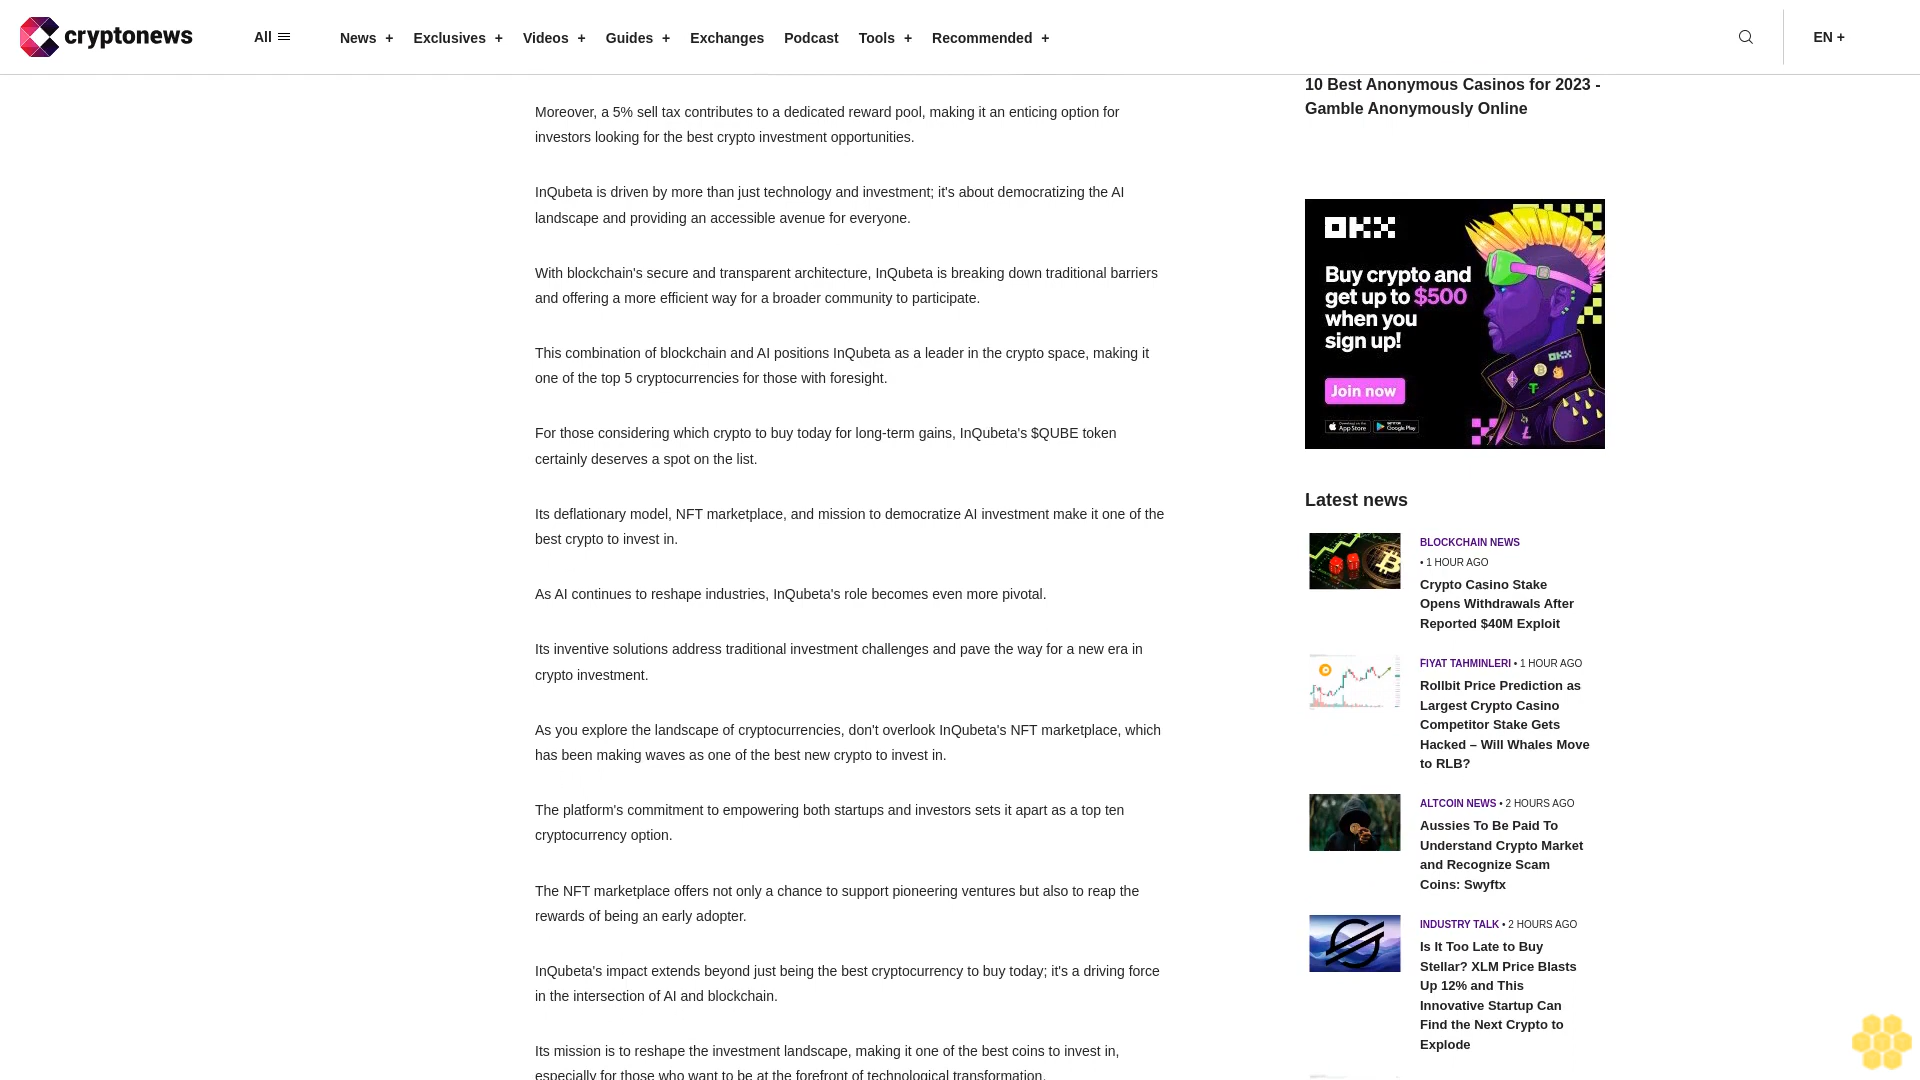 cryptonews
All
News +
Exclusives +
Videos +
Guides +
Exchanges
Podcast
Tools +
Recommended +
EN +
Moreover, a 5% sell tax contributes to a dedicated reward pool, making it an enticing option for
investors looking for the best crypto investment opportunities.
InQubeta is driven by more than just technology and investment; it's about democratizing the AI
landscape and providing an accessible avenue for everyone.
With blockchain's secure and transparent architecture, InQubeta is breaking down traditional barriers
and offering a more efficient way for a broader community to participate.
This combination of blockchain and AI positions InQubeta as a leader in the crypto space, making it
one of the top 5 cryptocurrencies for those with foresight.
For those considering which crypto to buy today for long-term gains, InQubeta's $QUBE token
certainly deserves a spot on the list.
Its deflationary model, NFT marketplace, and mission to democratize AI investment make it one of the
best crypto to invest in.
As AI continues to reshape industries, InQubeta's role becomes even more pivotal.
Its inventive solutions address traditional investment challenges and pave the way for a new era in
crypto investment.
As you explore the landscape of cryptocurrencies, don't overlook InQubeta's NFT marketplace, which
has been making waves as one of the best new crypto to invest in.
The platform's commitment to empowering both startups and investors sets it apart as a top ten
cryptocurrency option.
The NFT marketplace offers not only a chance to support pioneering ventures but also to reap the
rewards of being an early adopter.
InQubeta's impact extends beyond just being the best cryptocurrency to buy today; it's a driving force
in the intersection of AI and blockchain.
Its mission is to reshape the investment landscape, making it one of the best coins to invest in,
especially for those who want to be at the forefront of technological transformation.
10 Best Anonymous Casinos for 2023 -
Gamble Anonymously Online
OKX
Buy crypto and
get up to $500
when you
sign up!
Join now
App Store
Google Play
OKX
Latest news
BLOCKCHAIN NEWS
• 1 HOUR AGO
Crypto Casino Stake
Opens Withdrawals After
Reported $40M Exploit
FIYAT TAHMINLERI • 1 HOUR AGO
Rollbit Price Prediction as
Largest Crypto Casino
Competitor Stake Gets
Hacked – Will Whales Move
to RLB?
ALTCOIN NEWS • 2 HOURS AGO
Aussies To Be Paid To
Understand Crypto Market
and Recognize Scam
Coins: Swyftx
INDUSTRY TALK • 2 HOURS AGO
Is It Too Late to Buy
Stellar? XLM Price Blasts
Up 12% and This
Innovative Startup Can
Find the Next Crypto to
Explode